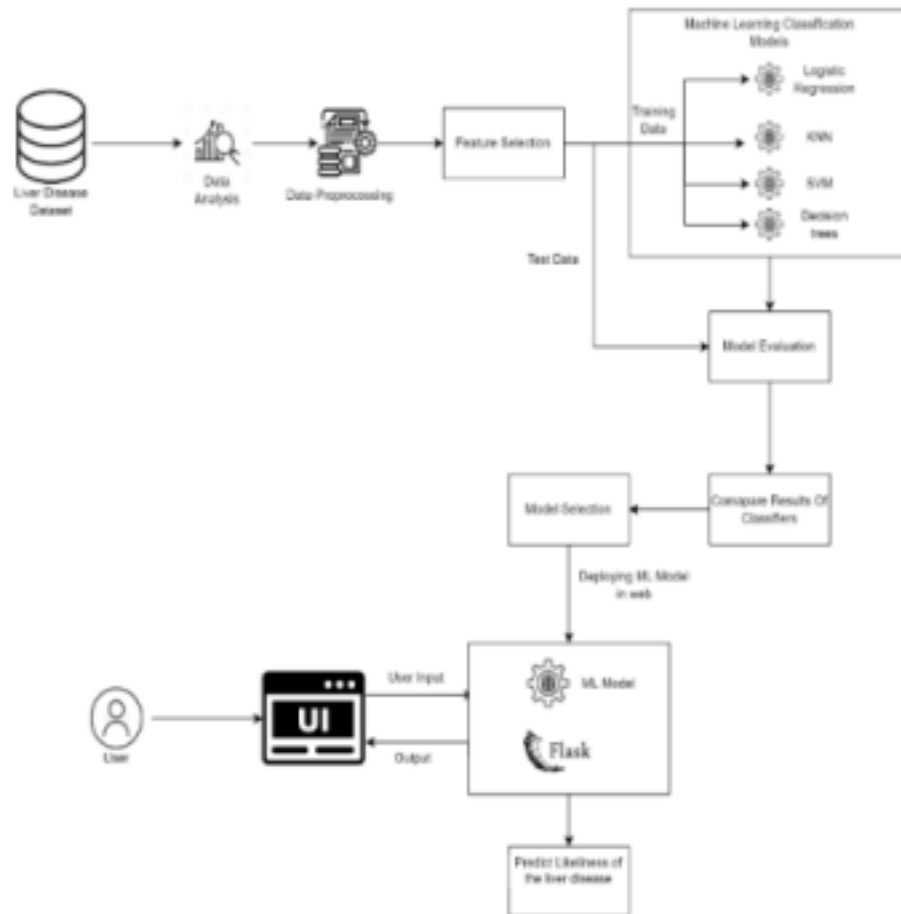 Machine Learning Classification
Models
Logistic
Regression
Training
Data
KNN
Feature Selection
SVM
Liver Disease
Dataset
Data
Analysis
Data Preprocessing
Decision
trees
Test Data
Model Evaluation
Model Selection
Comapare Results Of
Classifiers
Deploying ML Model
in web
User Input
ML Model
UI
Flask
User
Output
Predict Likeliness of
the liver disease